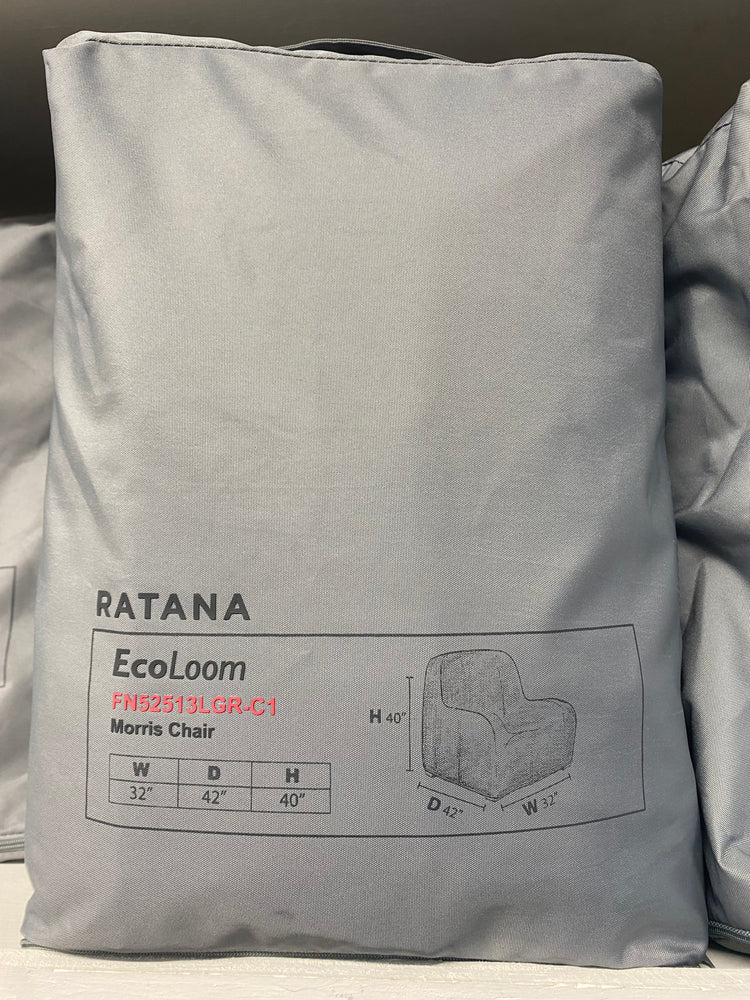 RATANA
EcoLoom
FN52513LGR-C1
Morris Chair
W D H
32” 42” 40”
H 40”
D 42”
W 32”